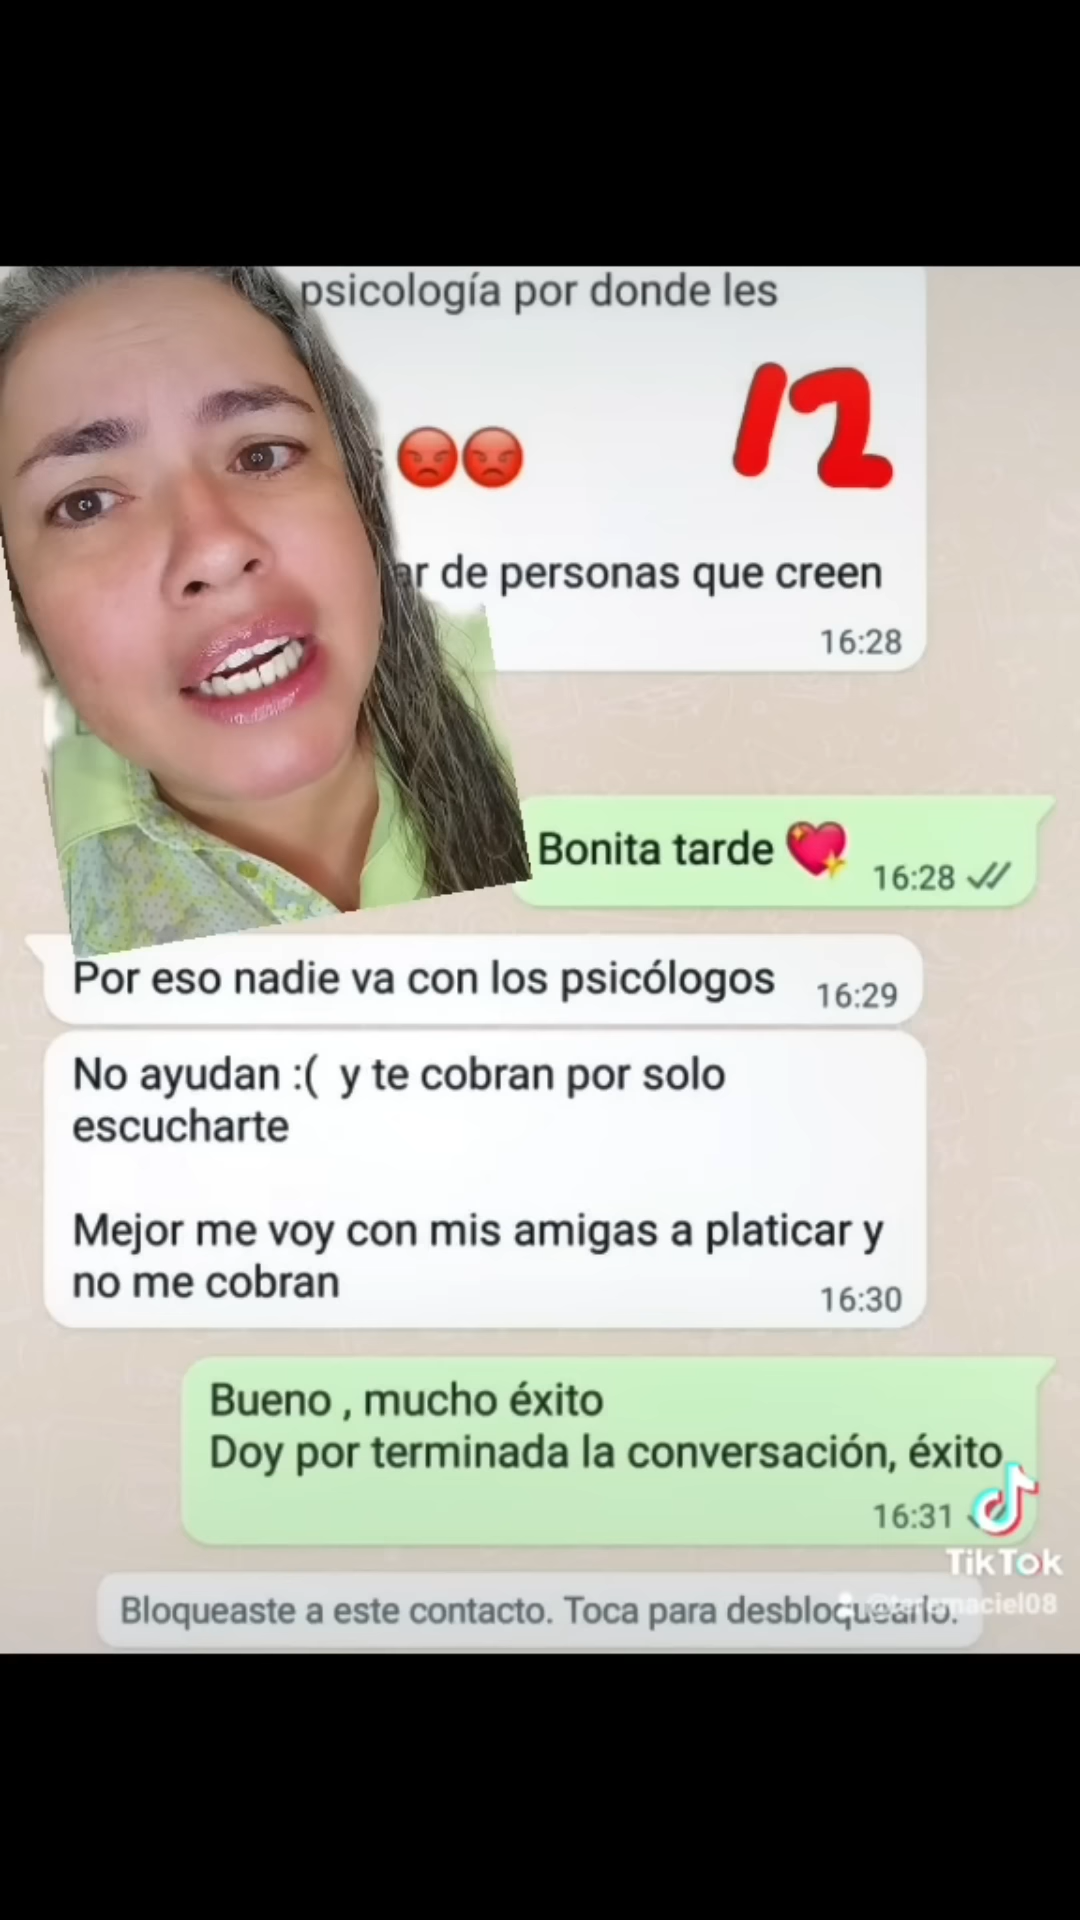 psicología por donde les
12
de personas que creen
16:28
Bonita tarde
16:28
Por eso nadie va con los psicólogos
16:29
No ayudan :( y te cobran por solo
escucharte
Mejor me voy con mis amigas a platicar y
no me cobran
16:30
Bueno , mucho éxito
Doy por terminada la conversación, éxito
16:31
TikTok
Bloqueaste a este contacto. Toca para desbloquearlo.